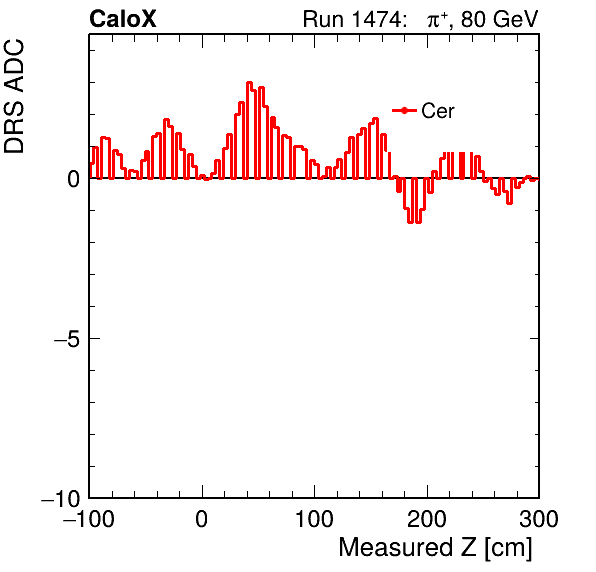 CaloX Run 1474: π⁺, 80 GeV
DRS ADC
Cer
0
−5
−10
−100 0 100 200 300
Measured Z [cm]